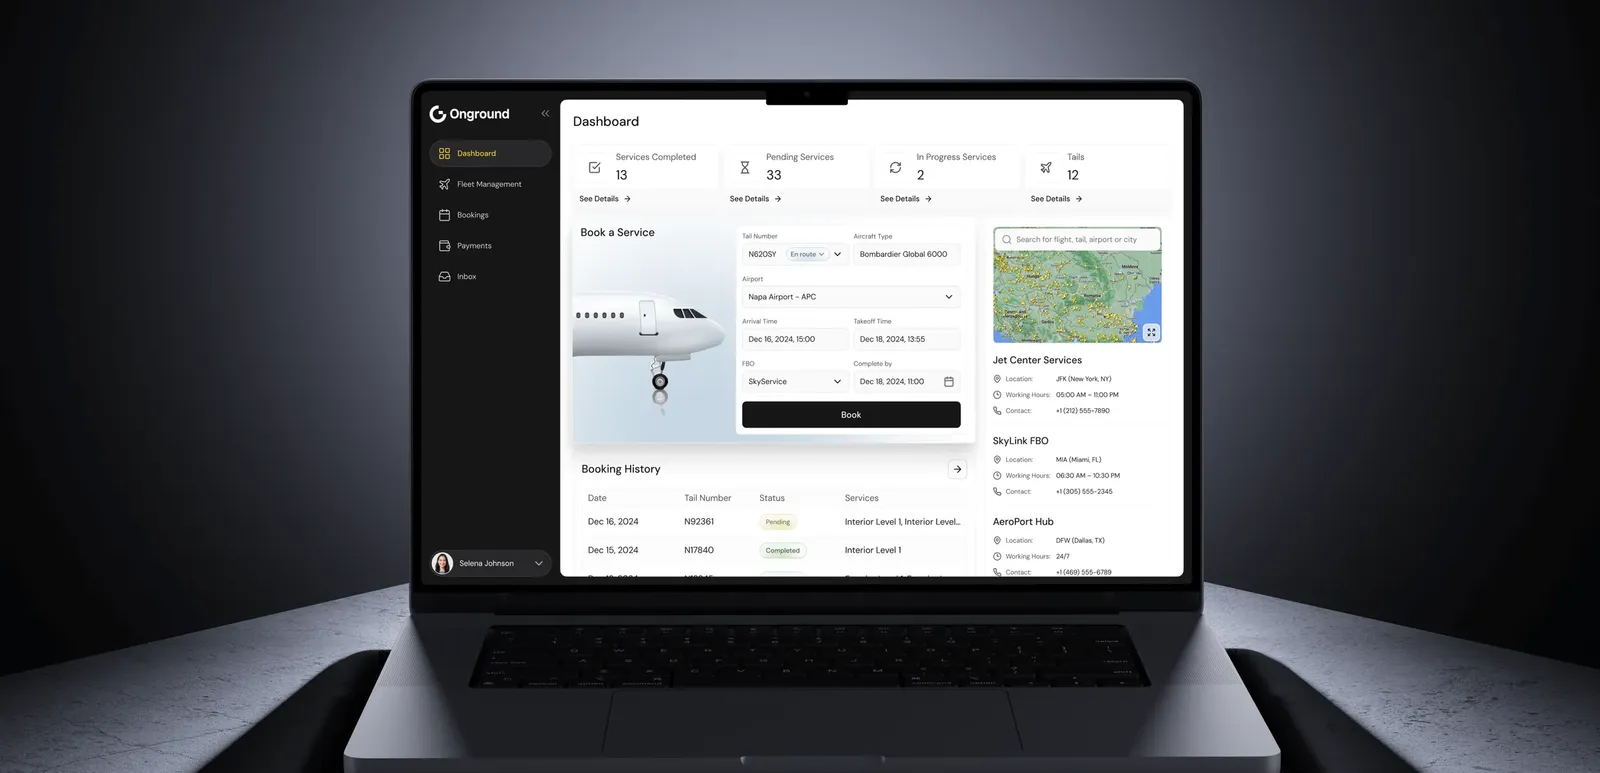 Onground
Dashboard
Fleet Management
Bookings
Payments
Inbox
Selena Johnson
Dashboard
Services Completed
13
See Details
Pending Services
33
See Details
In Progress Services
2
See Details
Tails
12
See Details
Book a Service
Tail Number
N620SY
En route
Aircraft Type
Bombardier Global 6000
Airport
Napa Airport - APC
Arrival Time
Dec 16, 2024, 15:00
Takeoff Time
Dec 18, 2024, 13:55
FBO
SkyService
Complete by
Dec 18, 2024, 11:00
Book
Booking History
Date Tail Number Status Services
Dec 16, 2024 N92361 Pending Interior Level 1, Interior Level...
Dec 15, 2024 N17840 Completed Interior Level 1
Search for flight, tail, airport or city
Moldova
Romania
Serbia
Jet Center Services
Location: JFK (New York, NY)
Working Hours: 05:00 AM – 11:00 PM
Contact: +1 (212) 555-7890
SkyLink FBO
Location: MIA (Miami, FL)
Working Hours: 06:30 AM – 10:30 PM
Contact: +1 (305) 555-2345
AeroPort Hub
Location: DFW (Dallas, TX)
Working Hours: 24/7
Contact: +1 (469) 555-6789